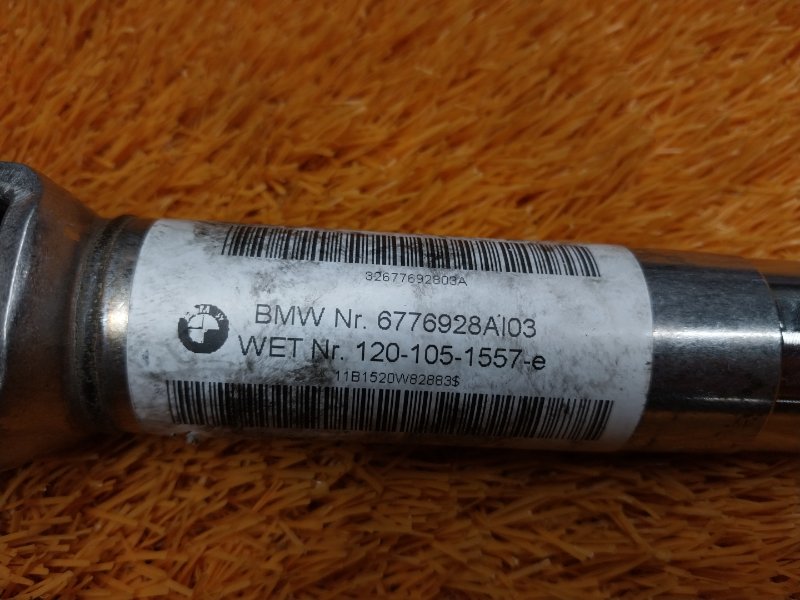 32677692803A
BMW Nr. 6776928AI03
WET Nr. 120-105-1557-e
11B1520W82883$